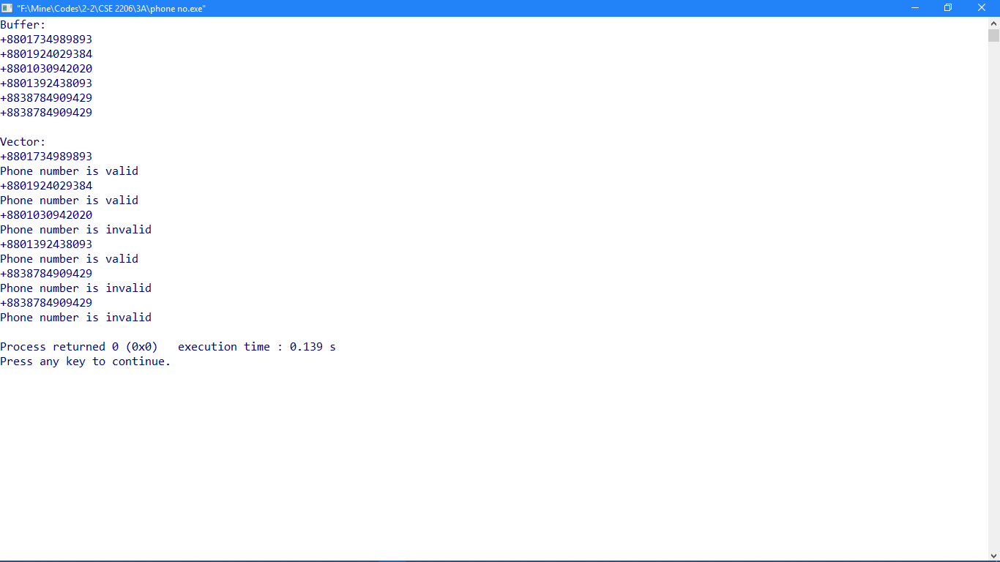 "F:\Mine\Codes\2-2\CSE 2206\3A\phone no.exe"
Buffer:
+8801734989893
+8801924029384
+8801030942020
+8801392438093
+8838784909429
+8838784909429
Vector:
+8801734989893
Phone number is valid
+8801924029384
Phone number is valid
+8801030942020
Phone number is invalid
+8801392438093
Phone number is valid
+8838784909429
Phone number is invalid
+8838784909429
Phone number is invalid
Process returned 0 (0x0)   execution time : 0.139 s
Press any key to continue.